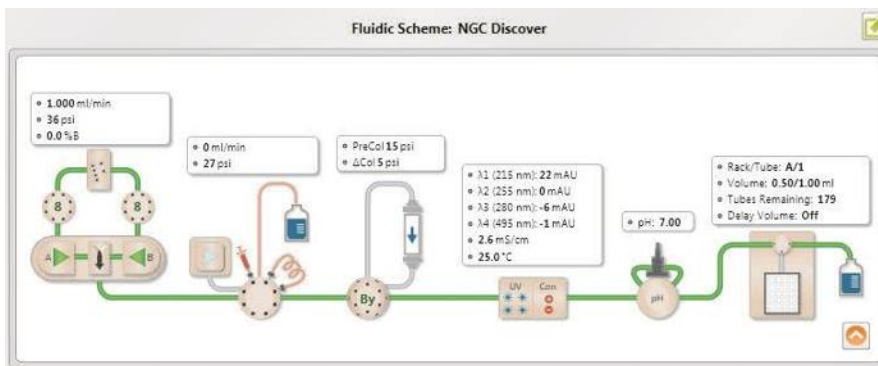 Fluidic Scheme: NGC Discover
1.000 ml/min
36 psi
0.0 %B
0 ml/min
27 psi
PreCol 15 psi
ΔCol 5 psi
λ1 (215 nm): 22 mAU
λ2 (255 nm): 0 mAU
λ3 (280 nm): -6 mAU
λ4 (495 nm): -1 mAU
2.6 mS/cm
25.0 °C
pH: 7.00
Rack/Tube: A/1
Volume: 0.50/1.00 ml
Tubes Remaining: 179
Delay Volume: Off
8
8
A
B
By
UV
Con
pH